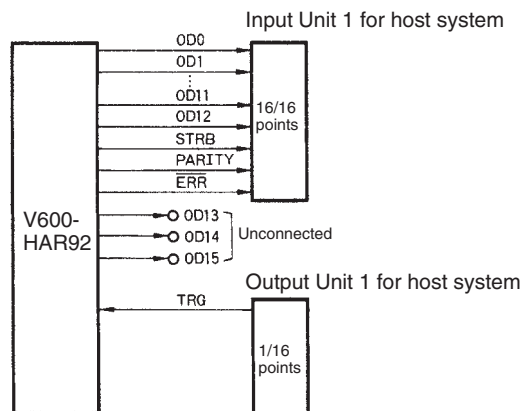 Input Unit 1 for host system
OD0
OD1
OD11
OD12
STRB
PARITY
ERR
16/16
points
V600-
HAR92
OD13
OD14
OD15
Unconnected
Output Unit 1 for host system
TRG
1/16
points